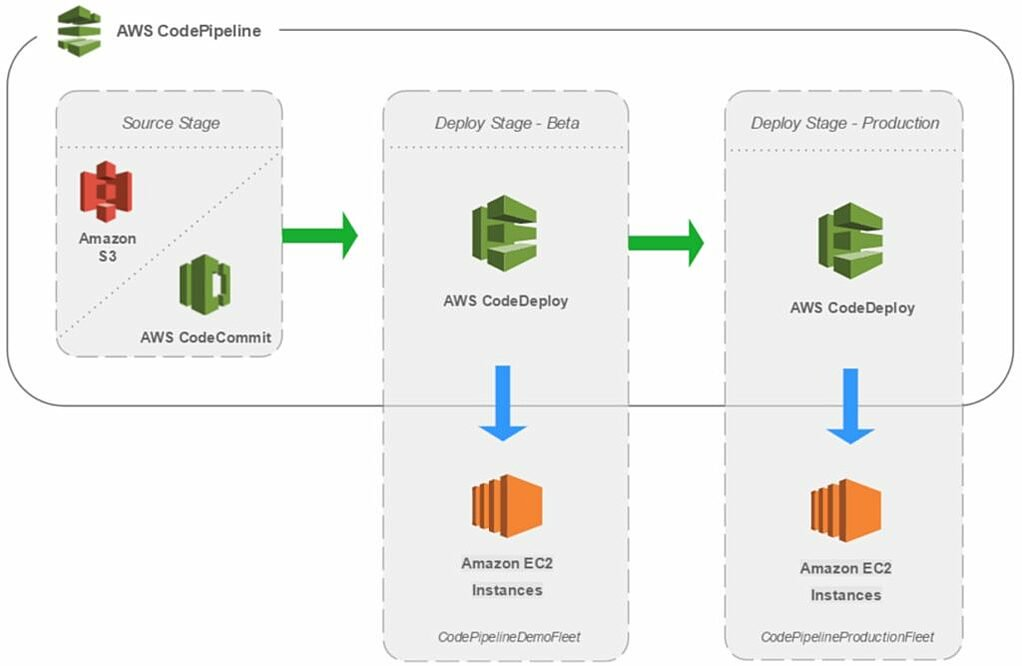 AWS CodePipeline
Source Stage
Amazon
S3
AWS CodeCommit
Deploy Stage - Beta
AWS CodeDeploy
Amazon EC2
Instances
CodePipelineDemoFleet
Deploy Stage - Production
AWS CodeDeploy
Amazon EC2
Instances
CodePipelineProductionFleet